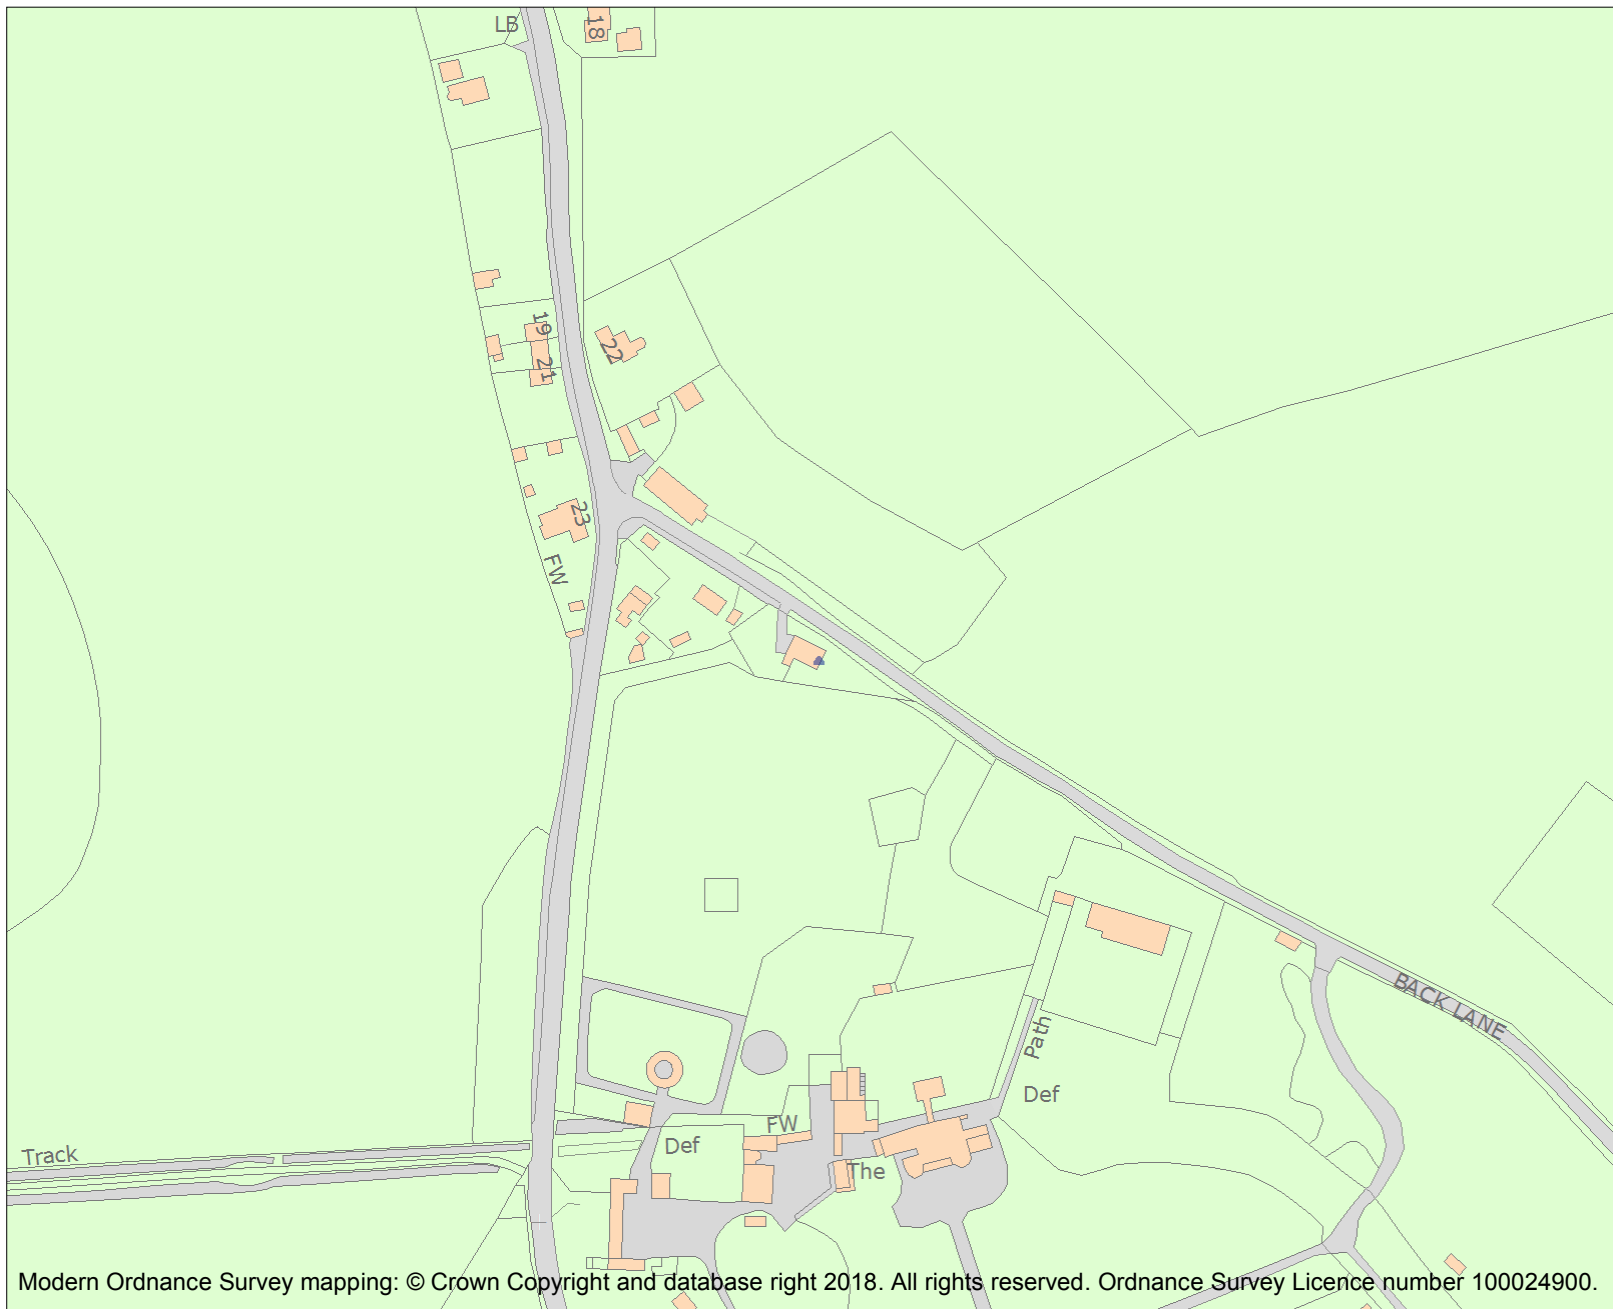 LB
18
19
22
21
23
FW
BACK LANE
Path
Def
FW
Def
Track
The
Modern Ordnance Survey mapping: © Crown Copyright and database right 2018. All rights reserved. Ordnance Survey Licence number 100024900.